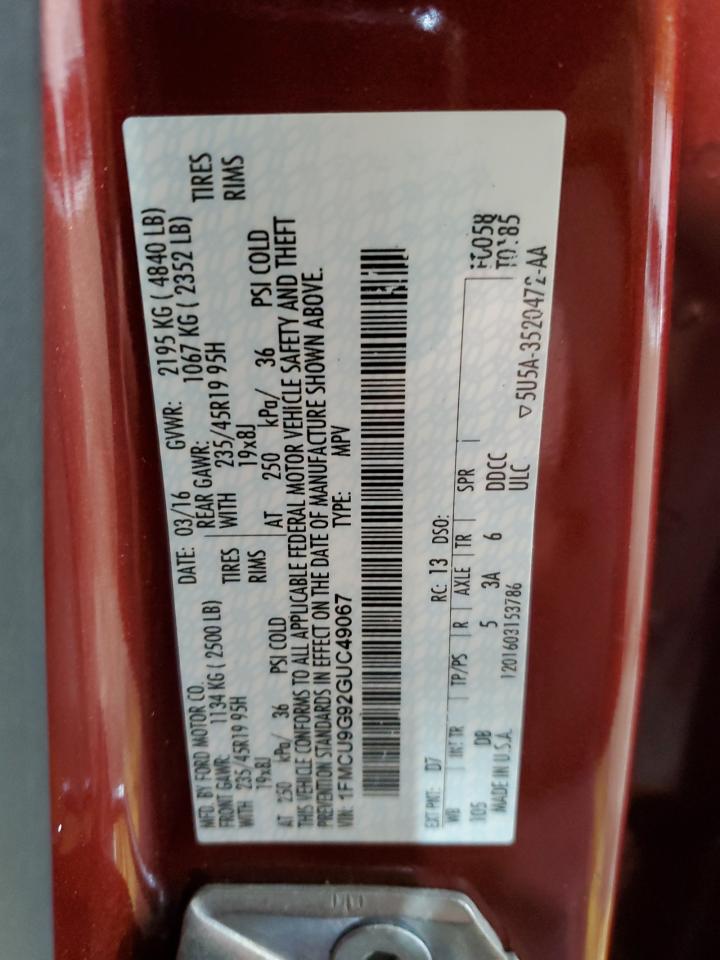 MFD. BY FORD MOTOR CO. DATE: 03/16 GVWR: 2195 KG ( 4840 LB)
FRONT GAWR: 1134 KG ( 2500 LB) REAR GAWR: 1067 KG ( 2352 LB)
WITH 235/45R19 95H TIRES WITH 235/45R19 95H TIRES
19x8J RIMS 19x8J RIMS
AT 250 kPa/ 36 PSI COLD AT 250 kPa/ 36 PSI COLD
THIS VEHICLE CONFORMS TO ALL APPLICABLE FEDERAL MOTOR VEHICLE SAFETY AND THEFT
PREVENTION STANDARDS IN EFFECT ON THE DATE OF MANUFACTURE SHOWN ABOVE.
VIN: 1FMCU9G92GUC49067 TYPE: MPV
EXT PNT: D7 RC: 13 DSO:
WB INT TR TP/PS R AXLE TR SPR
105 DB 5 3A 6 DDCC
MADE IN U.S.A. ULC
1201603153786
▽5U5A-3520472-AA